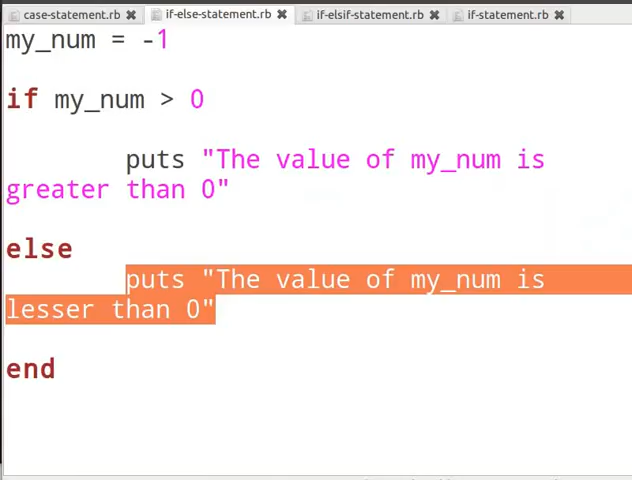 case-statement.rb ✖ if-else-statement.rb ✖ if-elsif-statement.rb ✖ if-statement.rb ✖
my_num = -1
if my_num > 0
puts "The value of my_num is
greater than 0"
else
puts "The value of my_num is
lesser than 0"
end